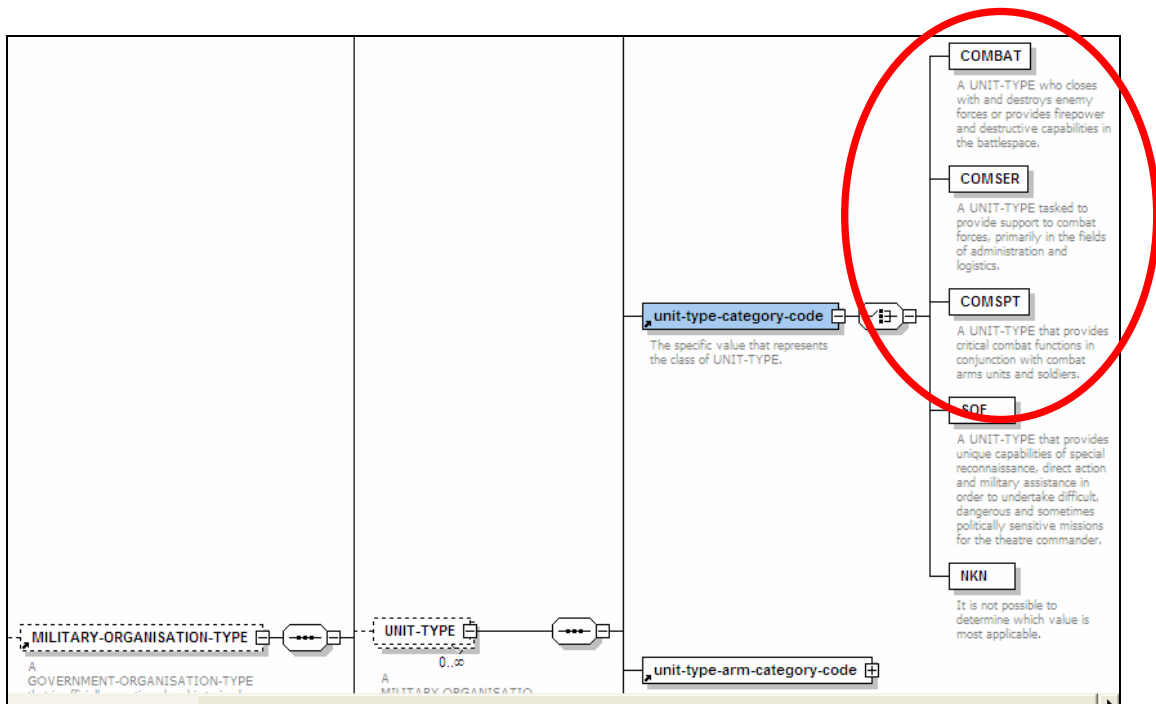 COMBAT
A UNIT-TYPE who closes
with and destroys enemy
forces or provides firepower
and destructive capabilities in
the battlespace.
COMSER
A UNIT-TYPE tasked to
provide support to combat
forces, primarily in the fields
of administration and
logistics.
COMSPT
A UNIT-TYPE that provides
critical combat functions in
conjunction with combat
arms units and soldiers.
unit-type-category-code
The specific value that represents
the class of UNIT-TYPE.
SOF
A UNIT-TYPE that provides
unique capabilities of special
reconnaissance, direct action
and military assistance in
order to undertake difficult,
dangerous and sometimes
politically sensitive missions
for the theatre commander.
NKN
It is not possible to
determine which value is
most applicable.
MILITARY-ORGANISATION-TYPE
A
GOVERNMENT-ORGANISATION-TYPE
UNIT-TYPE
0..∞
A
MILITARY-ORGANISATIO
unit-type-arm-category-code